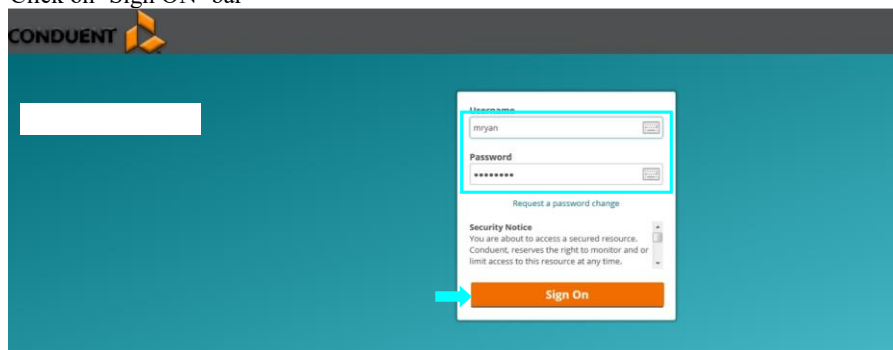 Click on "Sign ON" bar
CONDUENT
Username
mryan
Password
Request a password change
Security Notice
You are about to access a secured resource.
Conduent, reserves the right to monitor and or
limit access to this resource at any time.
Sign On